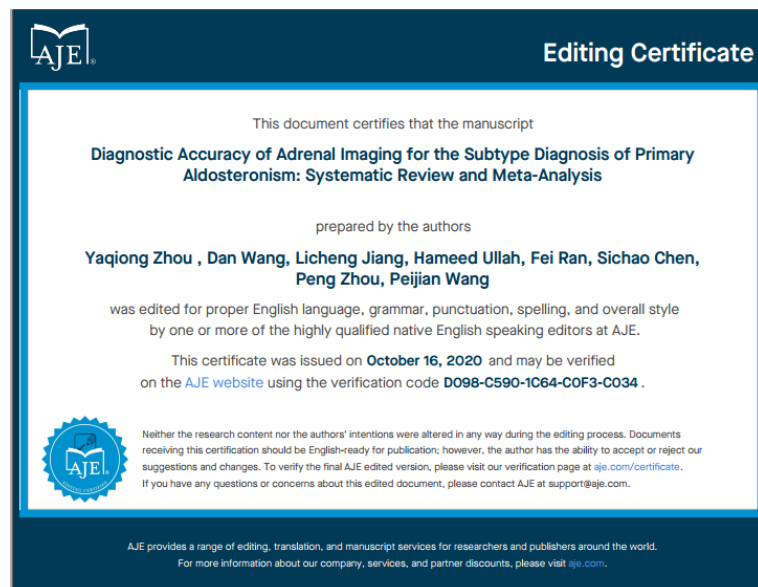 AJE®
Editing Certificate
This document certifies that the manuscript
Diagnostic Accuracy of Adrenal Imaging for the Subtype Diagnosis of Primary
Aldosteronism: Systematic Review and Meta-Analysis
prepared by the authors
Yaqiong Zhou , Dan Wang, Licheng Jiang, Hameed Ullah, Fei Ran, Sichao Chen,
Peng Zhou, Peijian Wang
was edited for proper English language, grammar, punctuation, spelling, and overall style
by one or more of the highly qualified native English speaking editors at AJE.
This certificate was issued on October 16, 2020 and may be verified
on the AJE website using the verification code D098-C590-1C64-C0F3-C034 .
AJE
EDITING CERTIFIED
Neither the research content nor the authors' intentions were altered in any way during the editing process. Documents
receiving this certification should be English-ready for publication; however, the author has the ability to accept or reject our
suggestions and changes. To verify the final AJE edited version, please visit our verification page at aje.com/certificate.
If you have any questions or concerns about this edited document, please contact AJE at support@aje.com.
AJE provides a range of editing, translation, and manuscript services for researchers and publishers around the world.
For more information about our company, services, and partner discounts, please visit aje.com.